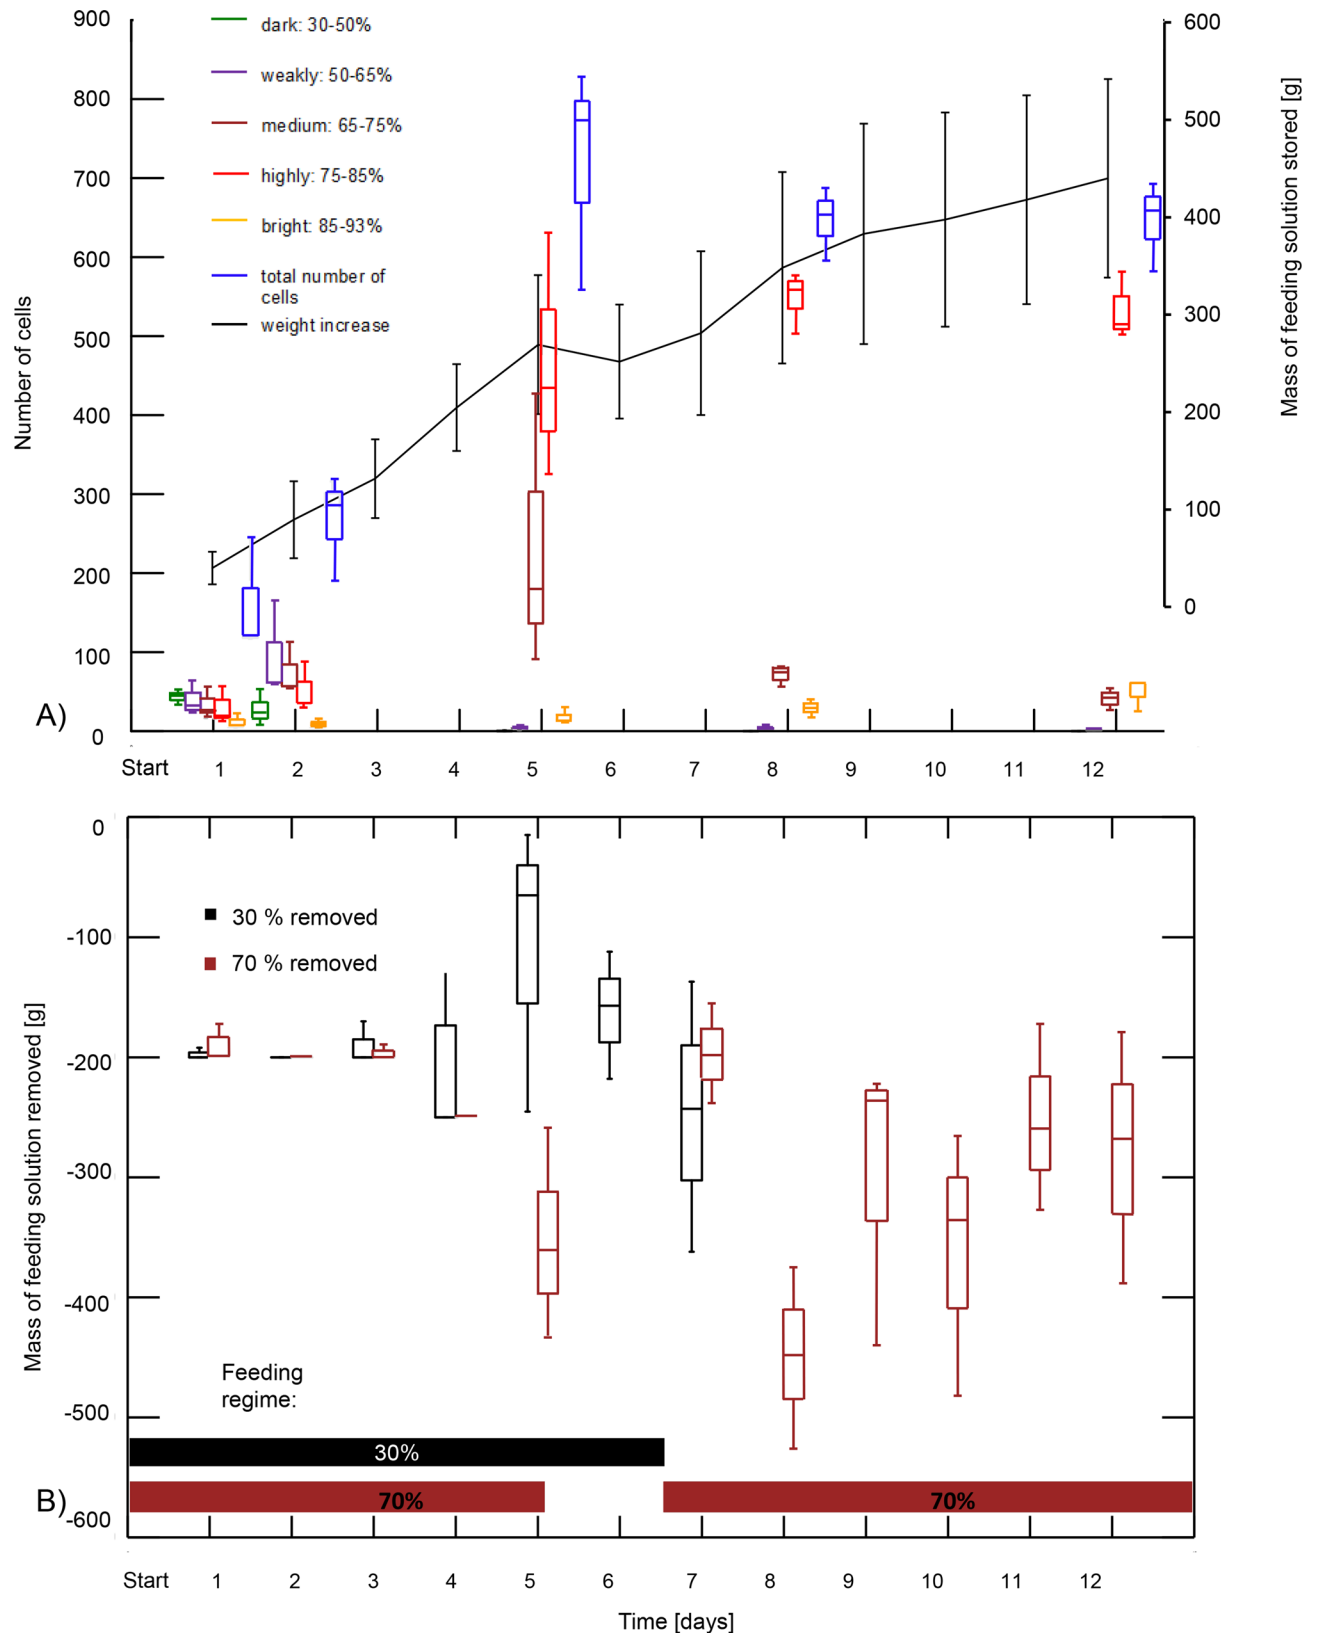 900
800
700
600
500
400
300
200
100
0
Number of cells
dark: 30-50%
weakly: 50-65%
medium: 65-75%
highly: 75-85%
bright: 85-93%
total number of
cells
weight increase
600
500
400
300
200
100
0
Mass of feeding solution stored [g]
A)
Start 1 2 3 4 5 6 7 8 9 10 11 12
0
-100
-200
-300
-400
-500
-600
Mass of feeding solution removed [g]
30 % removed
70 % removed
Feeding
regime:
30%
70% 70%
B)
Start 1 2 3 4 5 6 7 8 9 10 11 12
Time [days]